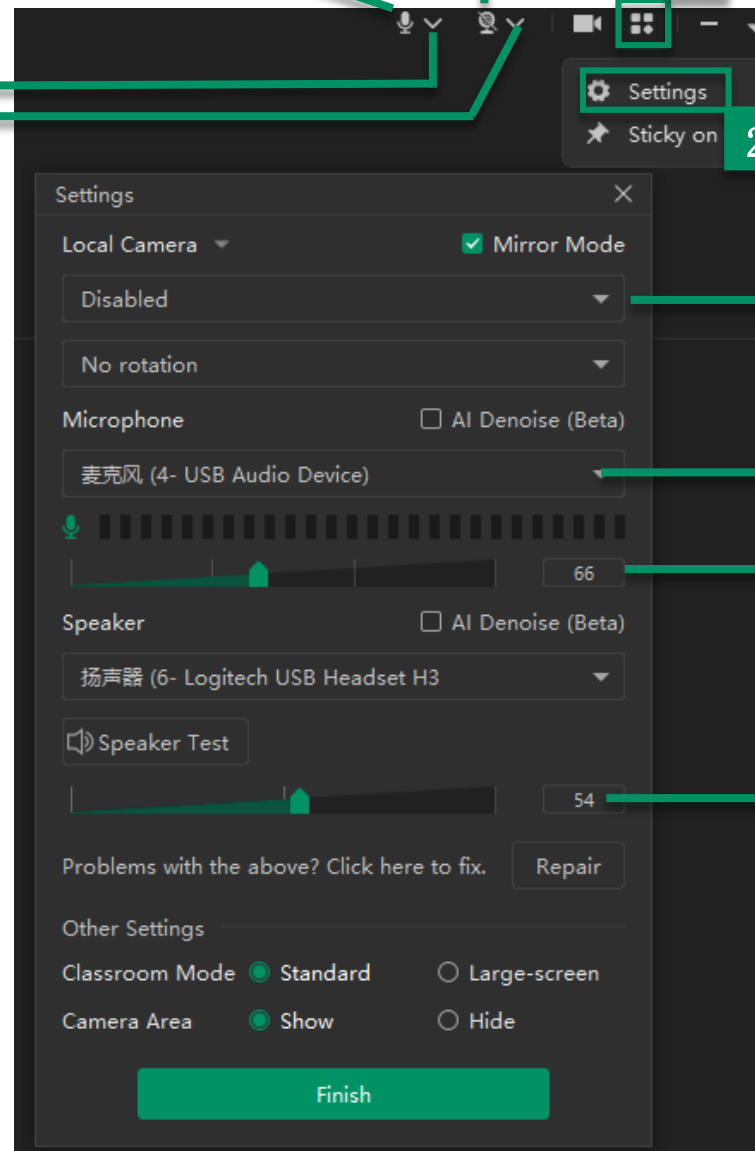 Settings
Sticky on
2
Settings
Local Camera
Mirror Mode
Disabled
No rotation
Microphone
AI Denoise (Beta)
麦克风 (4- USB Audio Device)
66
Speaker
AI Denoise (Beta)
扬声器 (6- Logitech USB Headset H3
Speaker Test
54
Problems with the above? Click here to fix.
Repair
Other Settings
Classroom Mode
Standard
Large-screen
Camera Area
Show
Hide
Finish